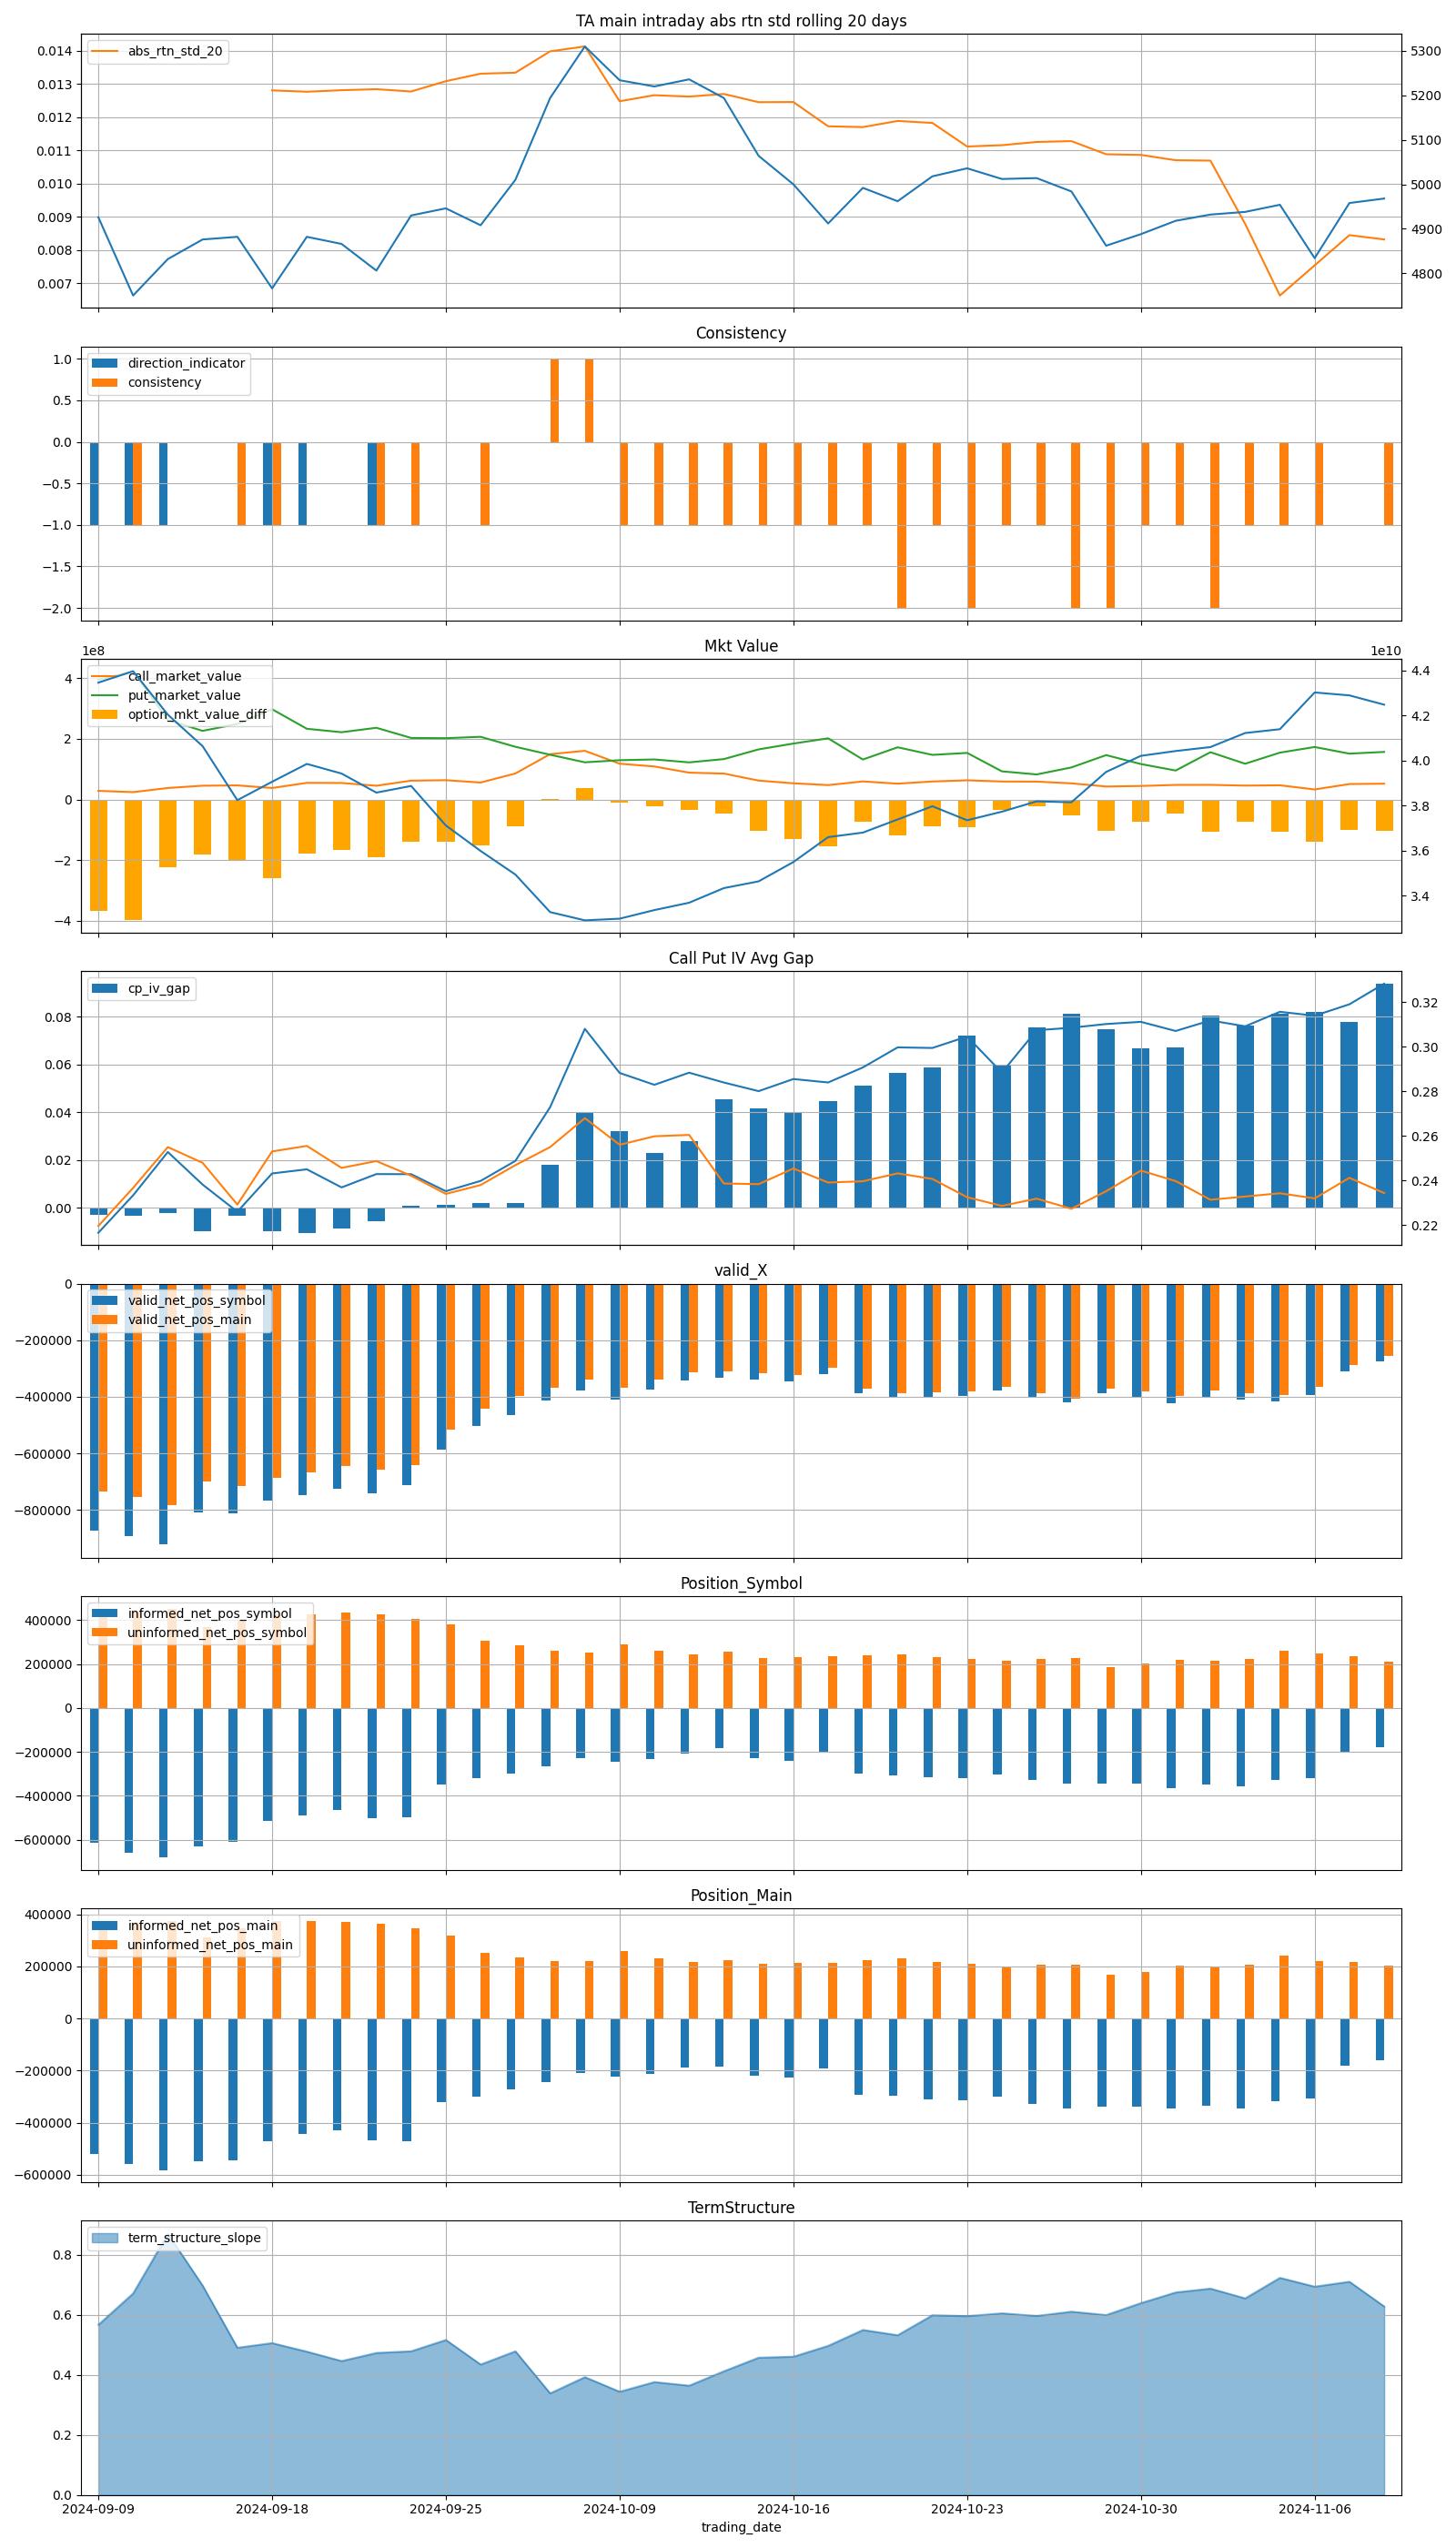 TA main intraday abs rtn std rolling 20 days
abs_rtn_std_20
0.014
0.013
0.012
0.011
0.010
0.009
0.008
0.007
5300
5200
5100
5000
4900
4800
Consistency
direction_indicator
consistency
1.0
0.5
0.0
−0.5
−1.0
−1.5
−2.0
Mkt Value
1e8
1e10
call_market_value
put_market_value
option_mkt_value_diff
4
2
0
−2
−4
4.4
4.2
4.0
3.8
3.6
3.4
Call Put IV Avg Gap
cp_iv_gap
0.08
0.06
0.04
0.02
0.00
0.32
0.30
0.28
0.26
0.24
0.22
valid_X
valid_net_pos_symbol
valid_net_pos_main
0
−200000
−400000
−600000
−800000
Position_Symbol
informed_net_pos_symbol
uninformed_net_pos_symbol
400000
200000
0
−200000
−400000
−600000
Position_Main
informed_net_pos_main
uninformed_net_pos_main
400000
200000
0
−200000
−400000
−600000
TermStructure
term_structure_slope
0.8
0.6
0.4
0.2
0.0
2024-09-09
2024-09-18
2024-09-25
2024-10-09
2024-10-16
2024-10-23
2024-10-30
2024-11-06
trading_date